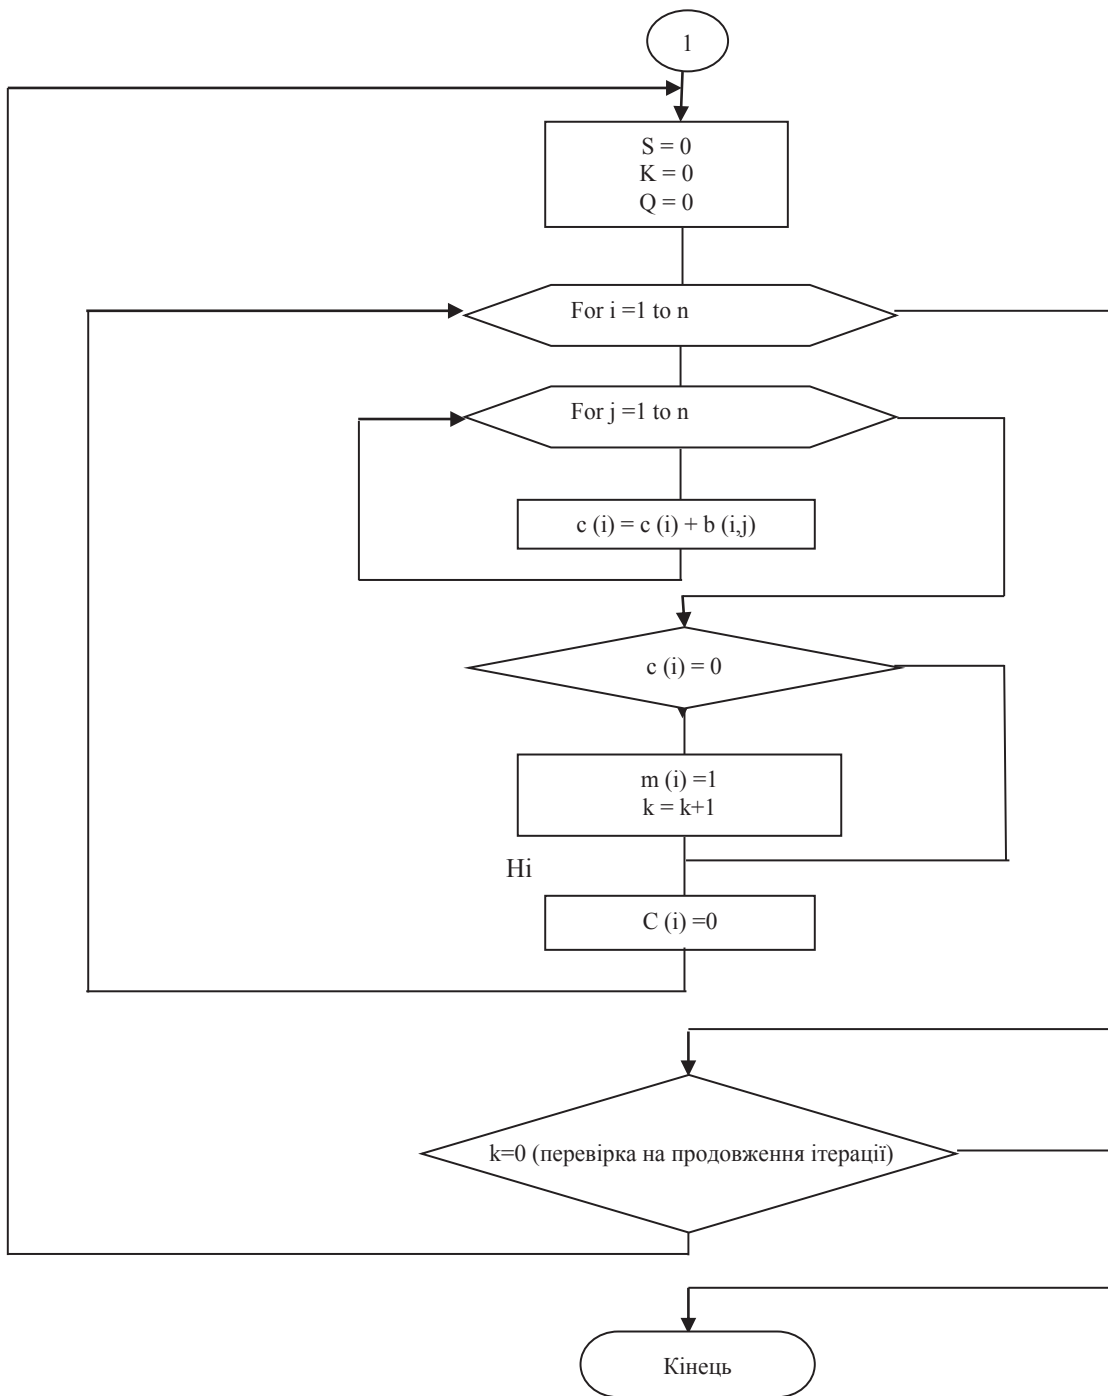 1
S = 0
K = 0
Q = 0
For i =1 to n
For j =1 to n
c (i) = c (i) + b (i,j)
c (i) = 0
m (i) =1
k = k+1
Ні
C (i) =0
k=0 (перевірка на продовження ітерації)
Кінець